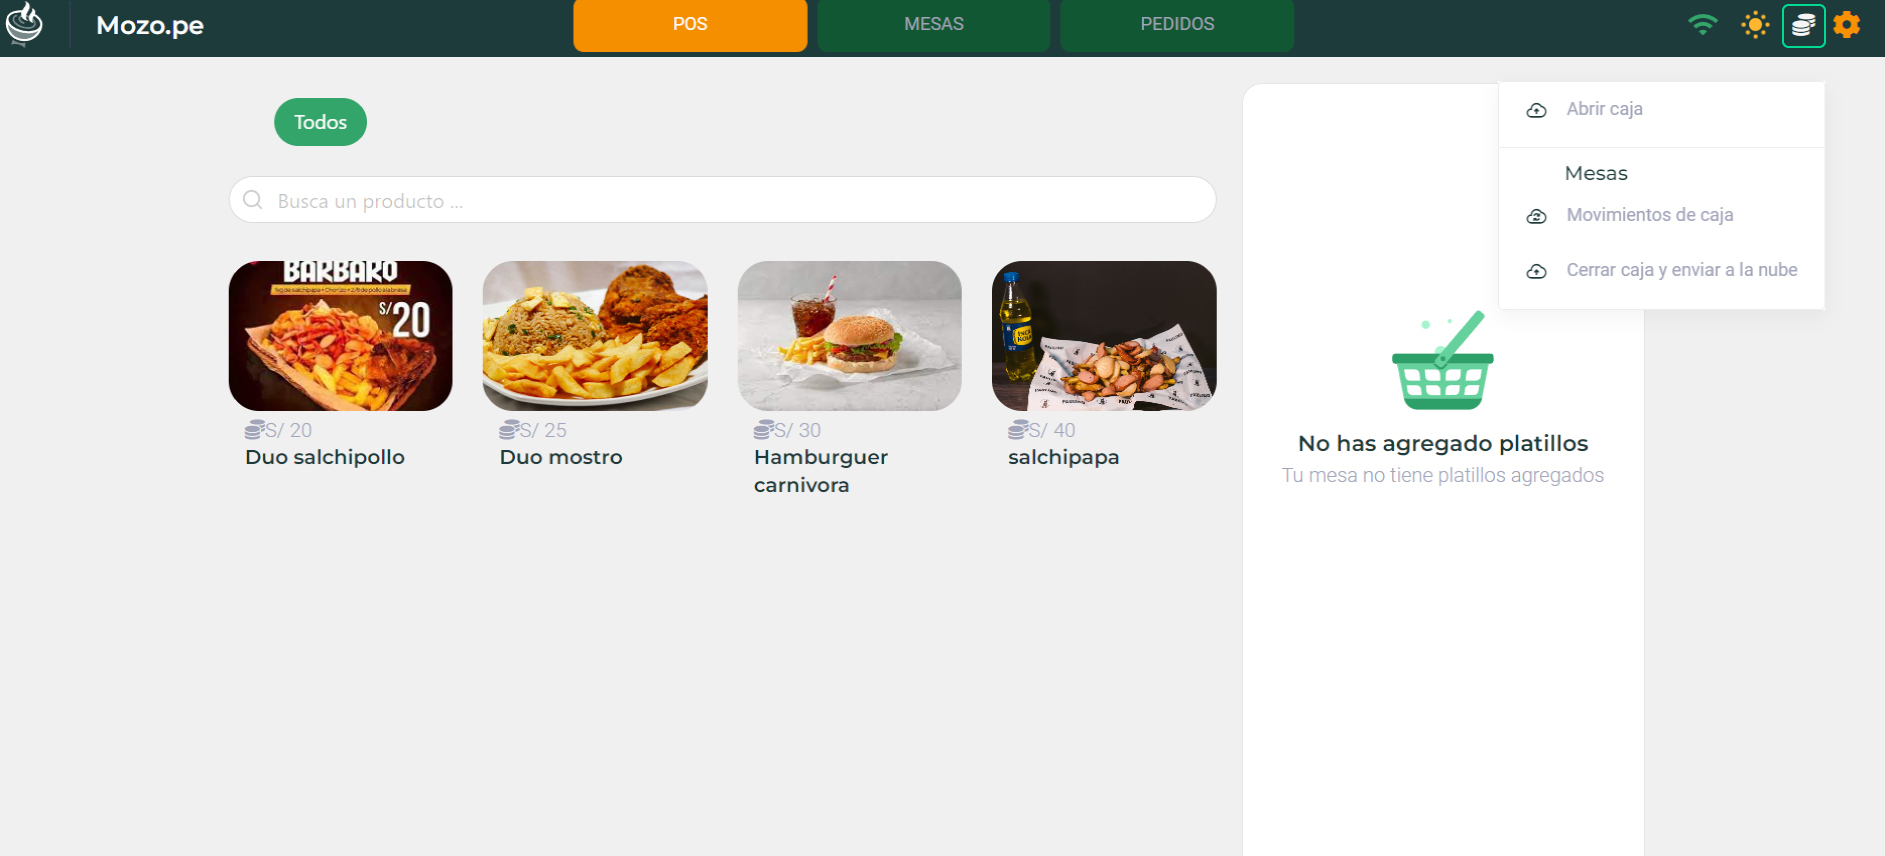 Mozo.pe
POS
MESAS
PEDIDOS
Todos
Busca un producto ...
BARBARO
S/20
S/ 20
Duo salchipollo
S/ 25
Duo mostro
S/ 30
Hamburguer
carnivora
INCA
KOLA
S/ 40
salchipapa
Abrir caja
Mesas
Movimientos de caja
Cerrar caja y enviar a la nube
No has agregado platillos
Tu mesa no tiene platillos agregados